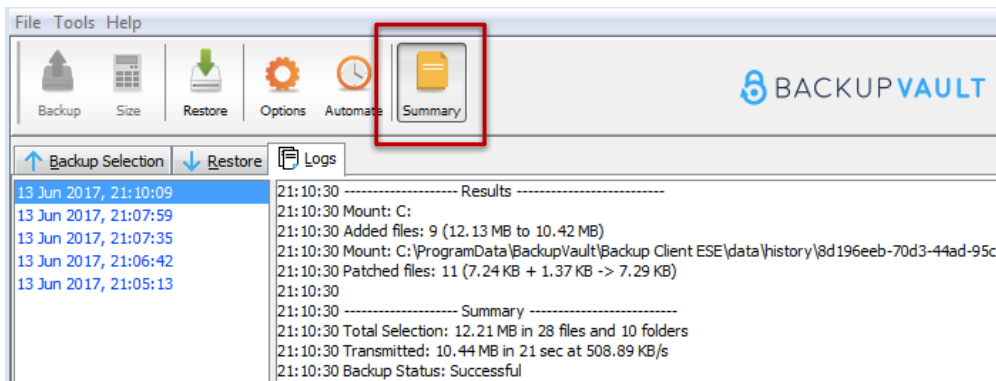 File Tools Help
Backup Size Restore Options Automate Summary
BACKUPVAULT
Backup Selection Restore Logs
13 Jun 2017, 21:10:09
13 Jun 2017, 21:07:59
13 Jun 2017, 21:07:35
13 Jun 2017, 21:06:42
13 Jun 2017, 21:05:13
21:10:30 -------------------- Results --------------------------
21:10:30 Mount: C:
21:10:30 Added files: 9 (12.13 MB to 10.42 MB)
21:10:30 Mount: C:\ProgramData\BackupVault\Backup Client ESE\data\history\8d196eeb-70d3-44ad-95c
21:10:30 Patched files: 11 (7.24 KB + 1.37 KB -> 7.29 KB)
21:10:30
21:10:30 -------------------- Summary --------------------------
21:10:30 Total Selection: 12.21 MB in 28 files and 10 folders
21:10:30 Transmitted: 10.44 MB in 21 sec at 508.89 KB/s
21:10:30 Backup Status: Successful